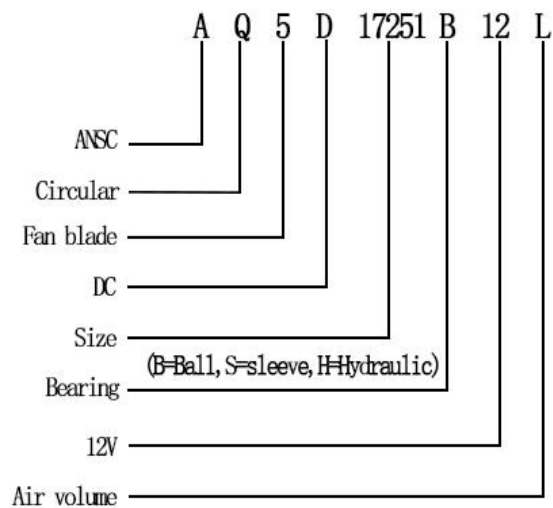 A Q 5 D 17251 B 12 L
ANSC
Circular
Fan blade
DC
Size
(B=Ball, S=sleeve, H=Hydraulic)
Bearing
12V
Air volume